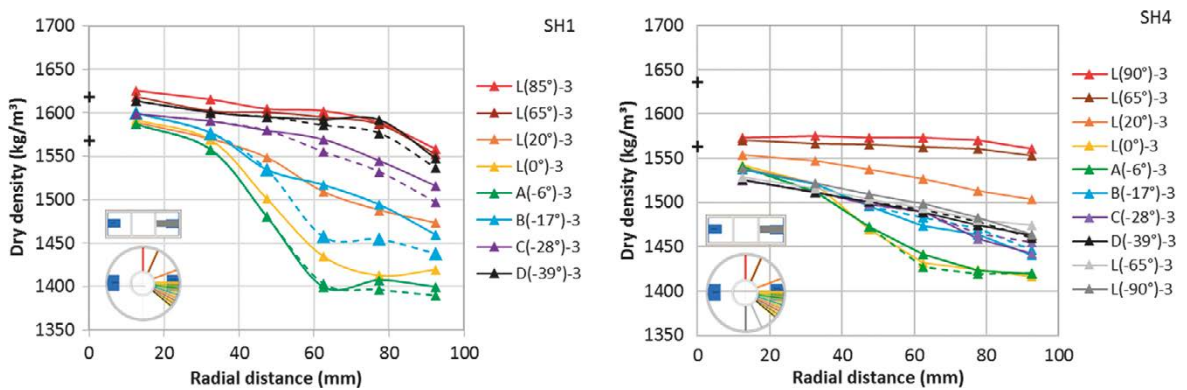 SH1
1700
1650
1600
1550
1500
1450
1400
1350
0
20
40
60
80
100
Dry density (kg/m³)
Radial distance (mm)
L(85°)-3
L(65°)-3
L(20°)-3
L(0°)-3
A(-6°)-3
B(-17°)-3
C(-28°)-3
D(-39°)-3
SH4
1700
1650
1600
1550
1500
1450
1400
1350
0
20
40
60
80
100
Dry density (kg/m³)
Radial distance (mm)
L(90°)-3
L(65°)-3
L(20°)-3
L(0°)-3
A(-6°)-3
B(-17°)-3
C(-28°)-3
D(-39°)-3
L(-65°)-3
L(-90°)-3